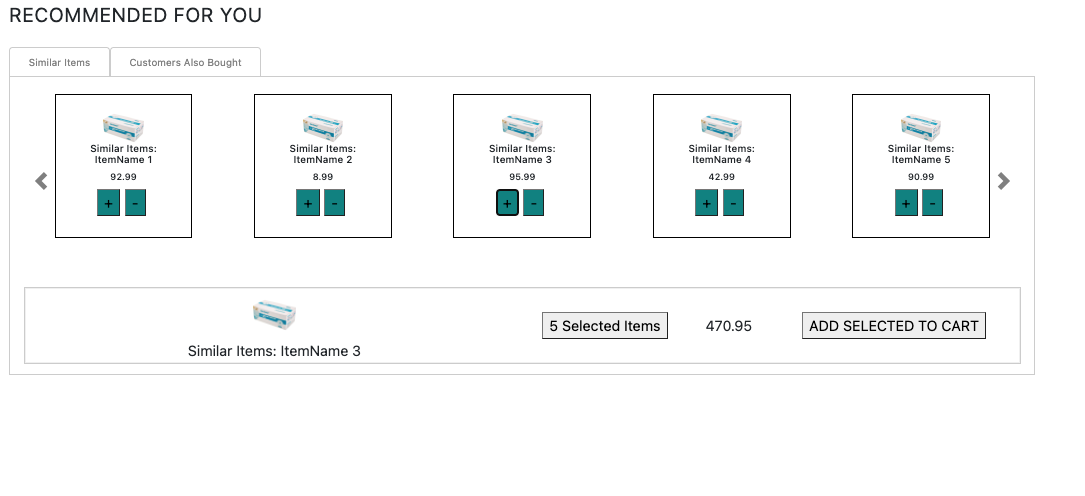 RECOMMENDED FOR YOU
Similar Items
Customers Also Bought
Similar Items:
ItemName 1
92.99
+ -
Similar Items:
ItemName 2
8.99
+ -
Similar Items:
ItemName 3
95.99
+ -
Similar Items:
ItemName 4
42.99
+ -
Similar Items:
ItemName 5
90.99
+ -
Similar Items: ItemName 3
5 Selected Items
470.95
ADD SELECTED TO CART